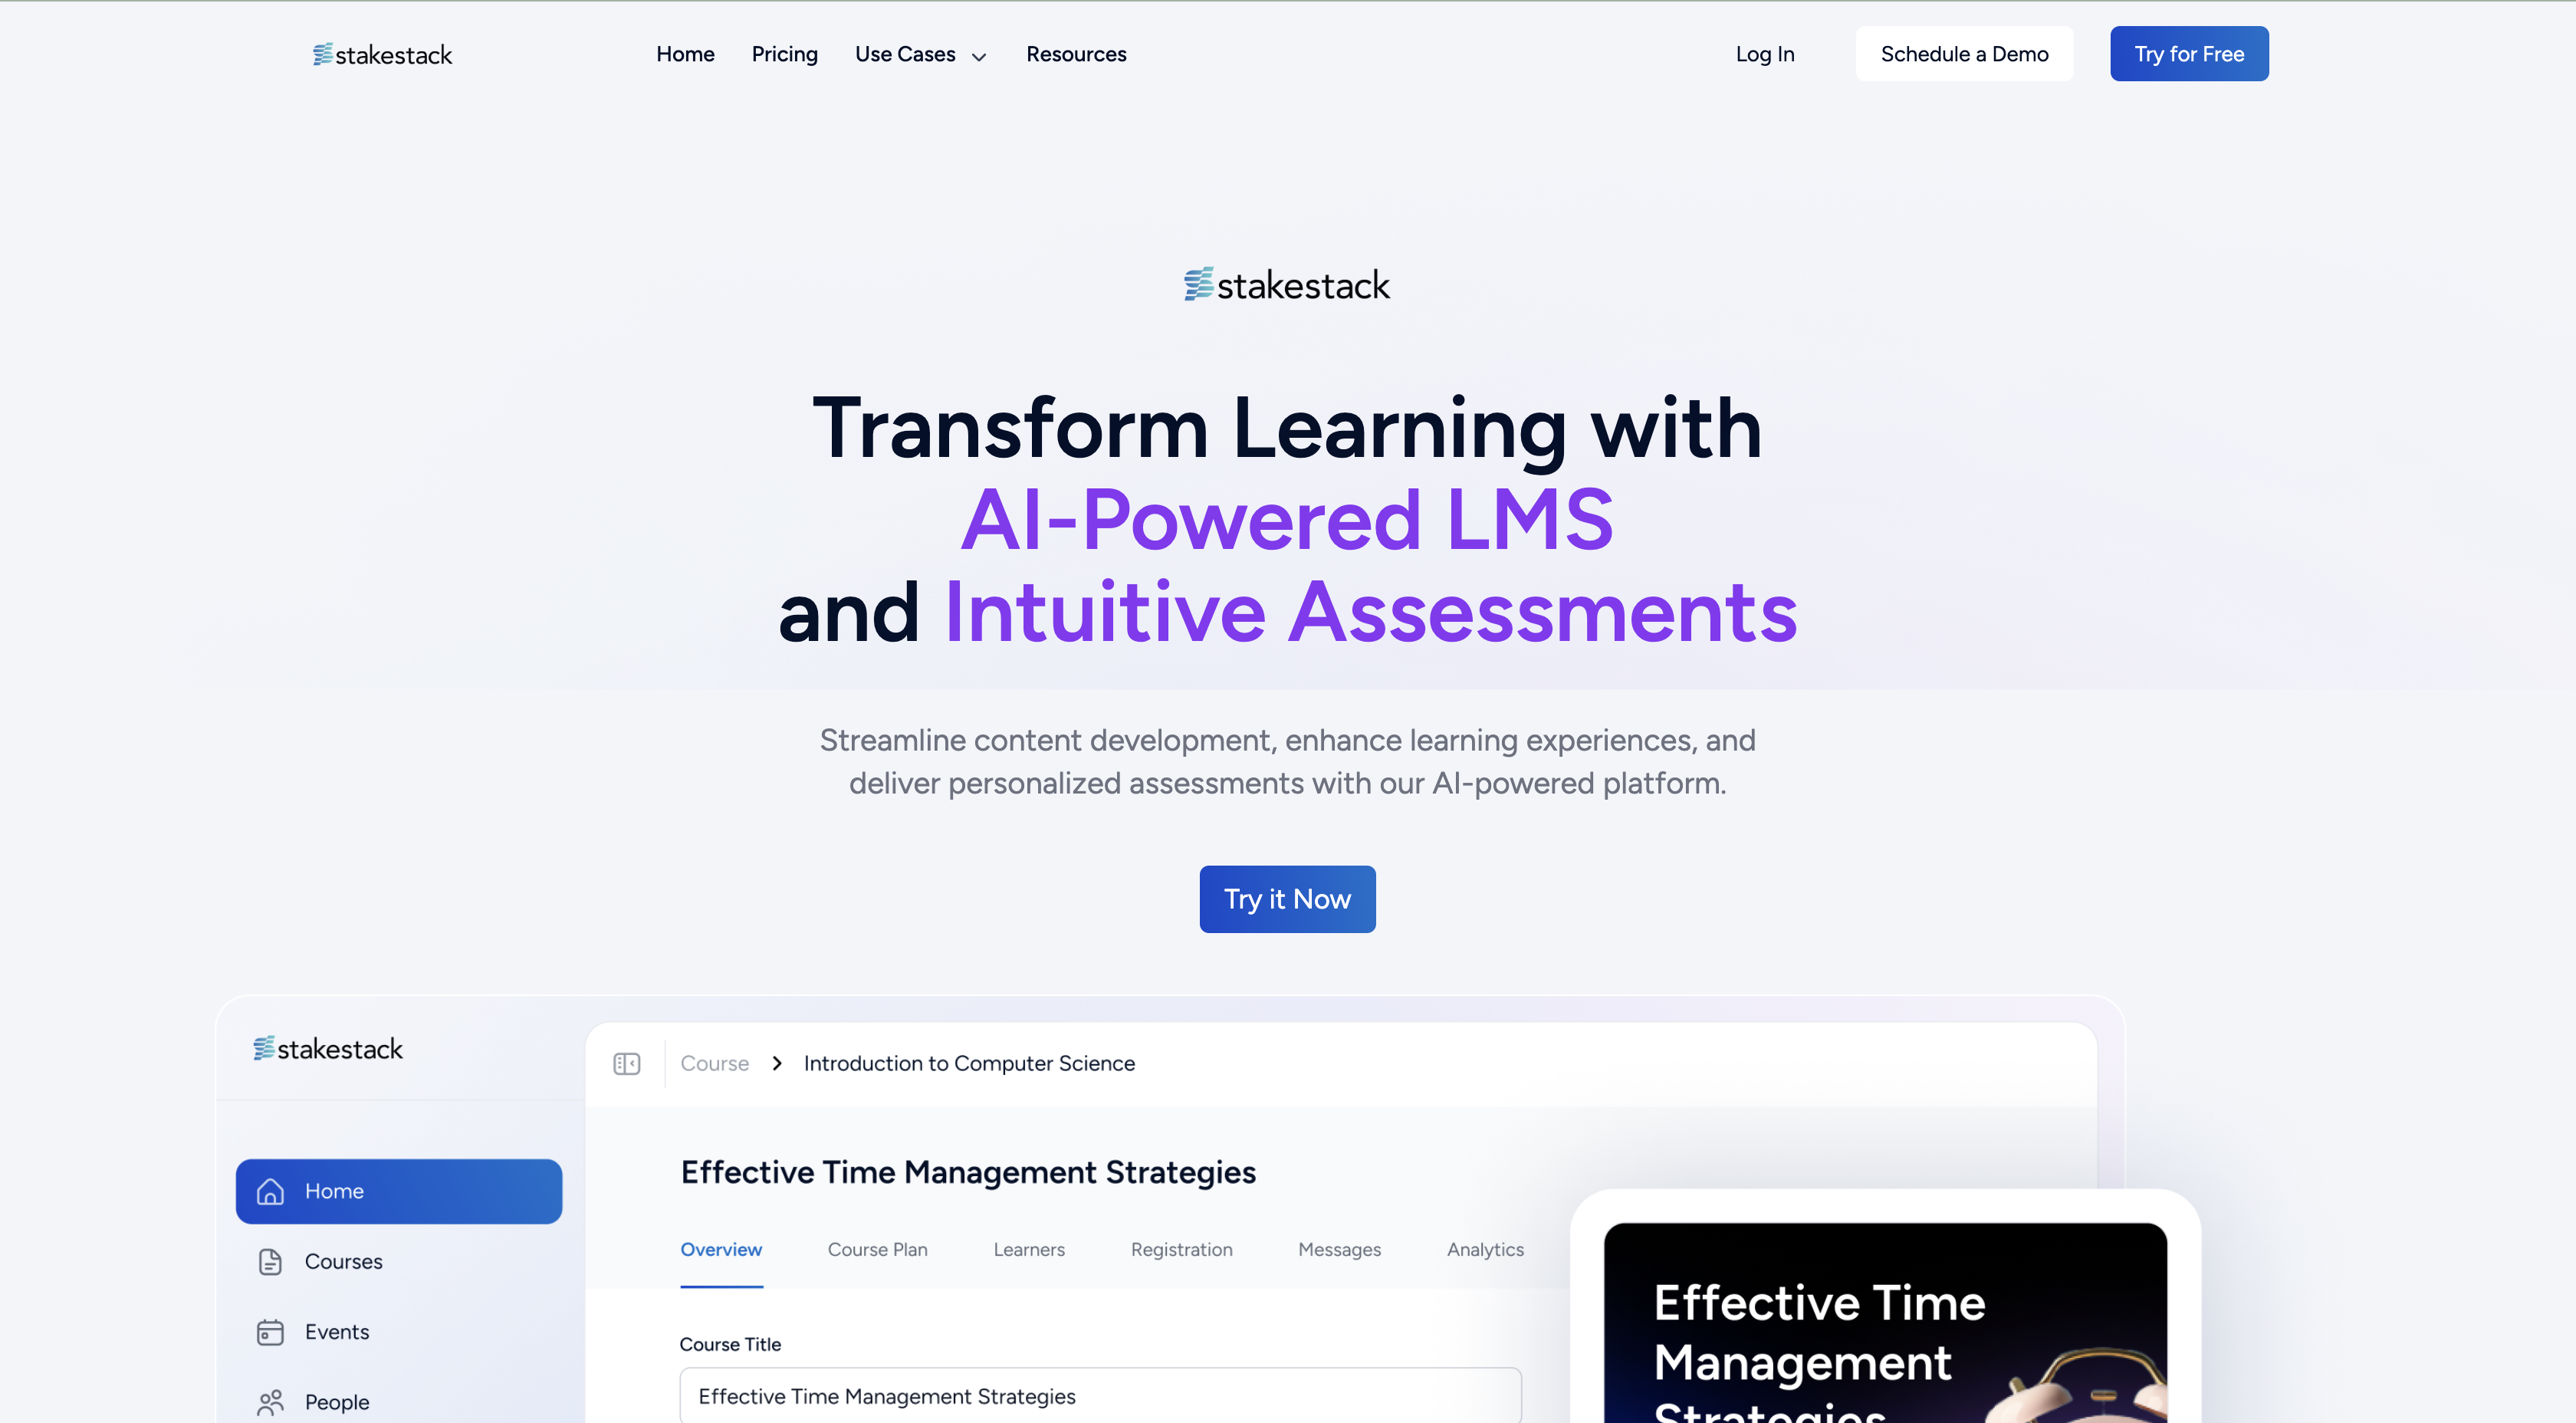 stakestack
Home Pricing Use Cases Resources
Log In Schedule a Demo Try for Free
stakestack
Transform Learning with
AI-Powered LMS
and Intuitive Assessments
Streamline content development, enhance learning experiences, and
deliver personalized assessments with our AI-powered platform.
Try it Now
stakestack
Home
Courses
Events
People
Course Introduction to Computer Science
Effective Time Management Strategies
Overview Course Plan Learners Registration Messages Analytics
Course Title
Effective Time Management Strategies
Effective Time
Management
Strategies